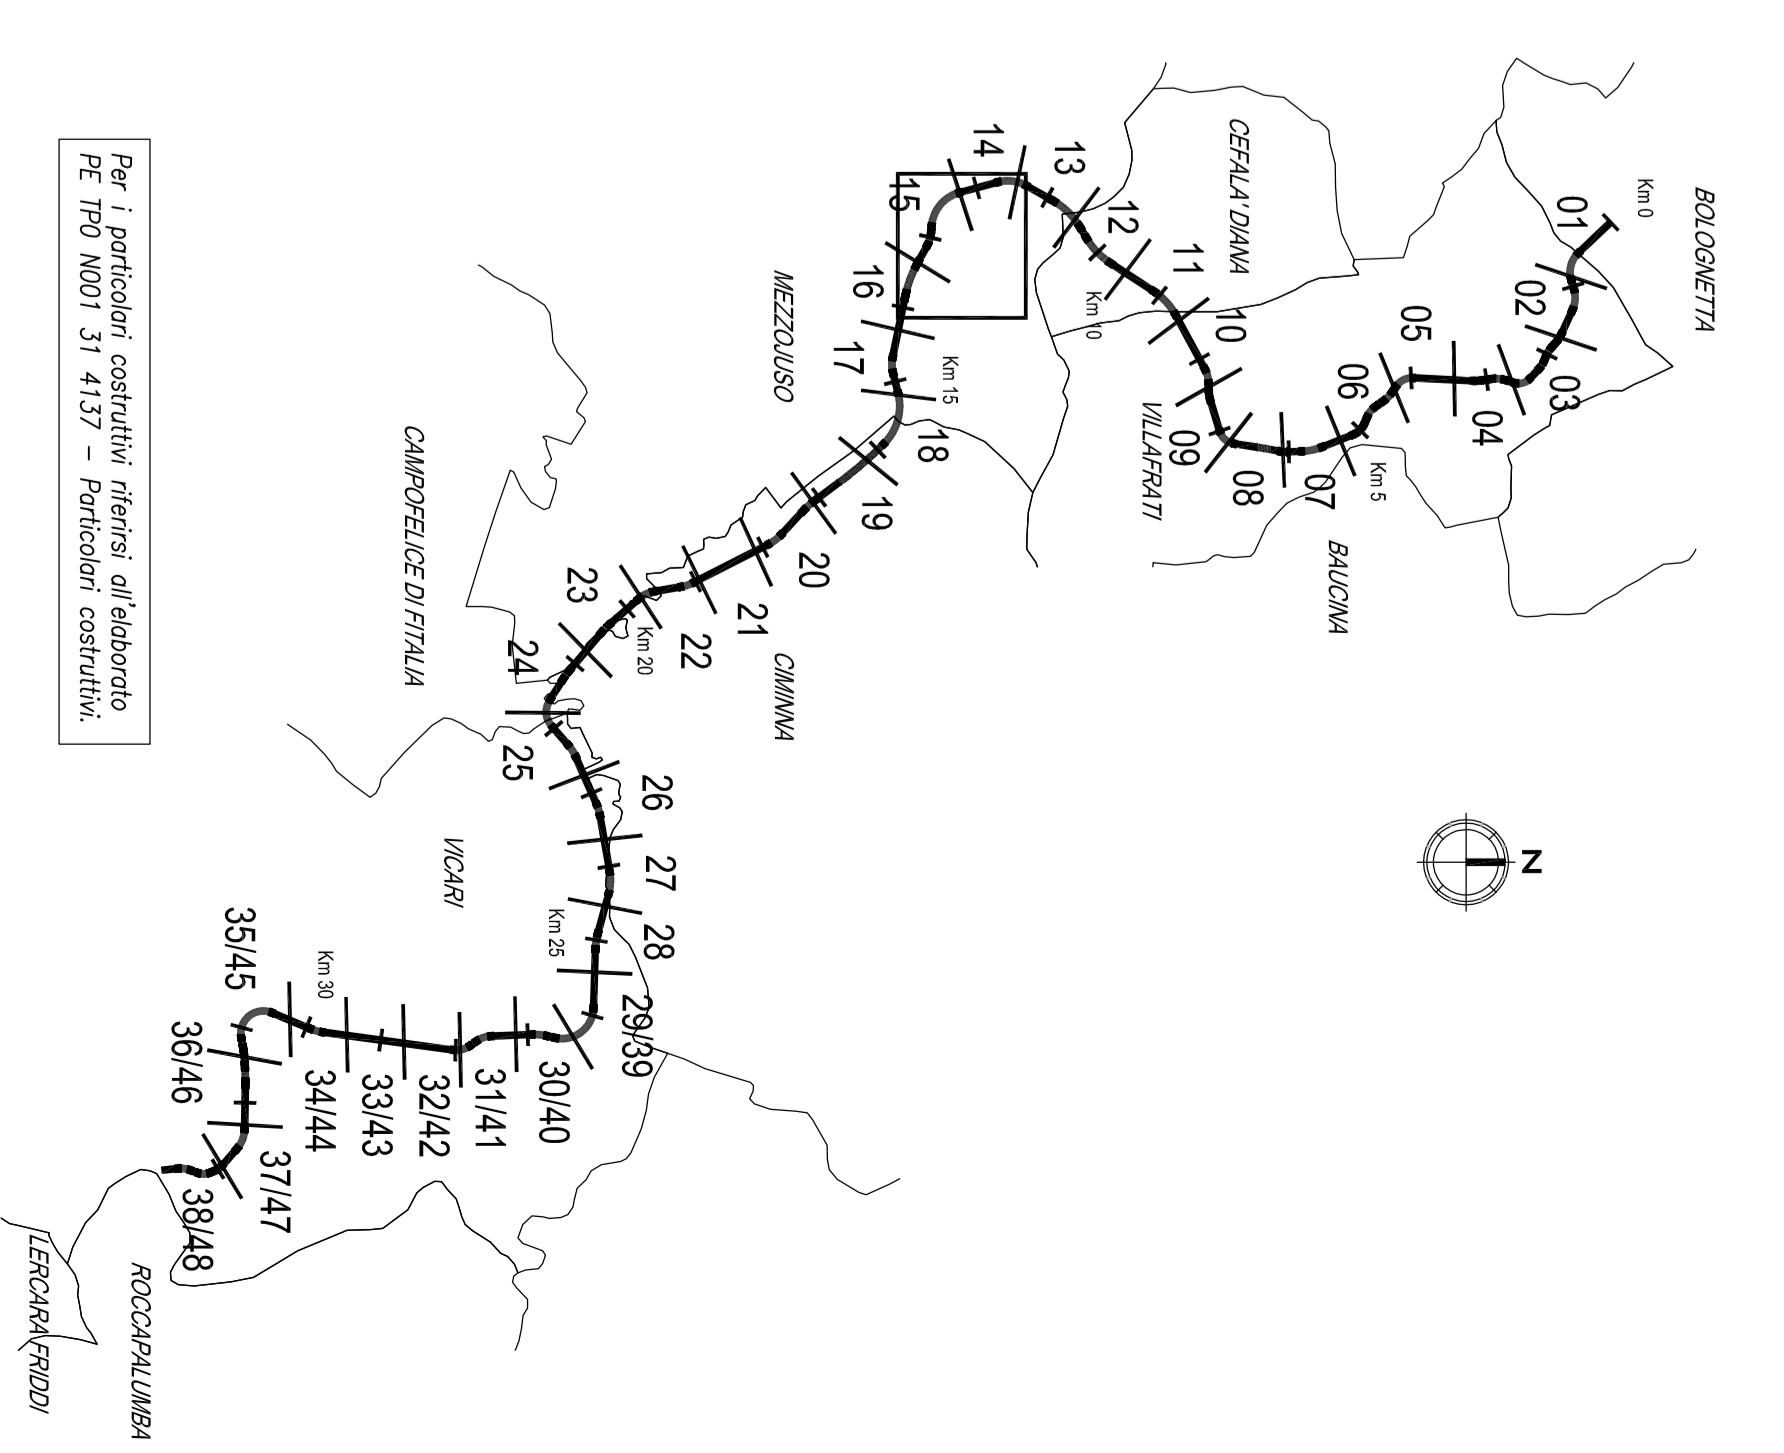 BOLOGNETTA
Km 0
01
02
03
04
05
06
Km 5
07
08
09
10
11
12
13
14
15
16
17
18
19
20
21
22
23
24
25
26
27
28
29/39
30/40
31/41
32/42
33/43
34/44
35/45
36/46
37/47
38/48
BAUCINA
CEFALA' DIANA
VILLAFRATI
Km 10
Km 15
MEZZOJUSO
CIMINNA
Km 20
CAMPOFELICE DI FITALIA
VICARI
Km 25
Km 30
ROCCAPALUMBA
LERCARA FRIDDI
N
Per i particolari costruttivi riferirsi all'elaborato
PE TP0 N001 31 4137 – Particolari costruttivi.